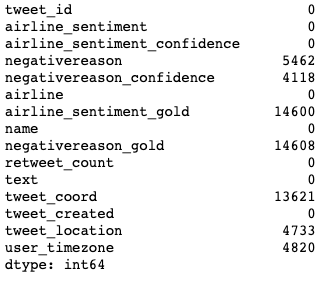 tweet_id 0
airline_sentiment 0
airline_sentiment_confidence 0
negativereason 5462
negativereason_confidence 4118
airline 0
airline_sentiment_gold 14600
name 0
negativereason_gold 14608
retweet_count 0
text 0
tweet_coord 13621
tweet_created 0
tweet_location 4733
user_timezone 4820
dtype: int64